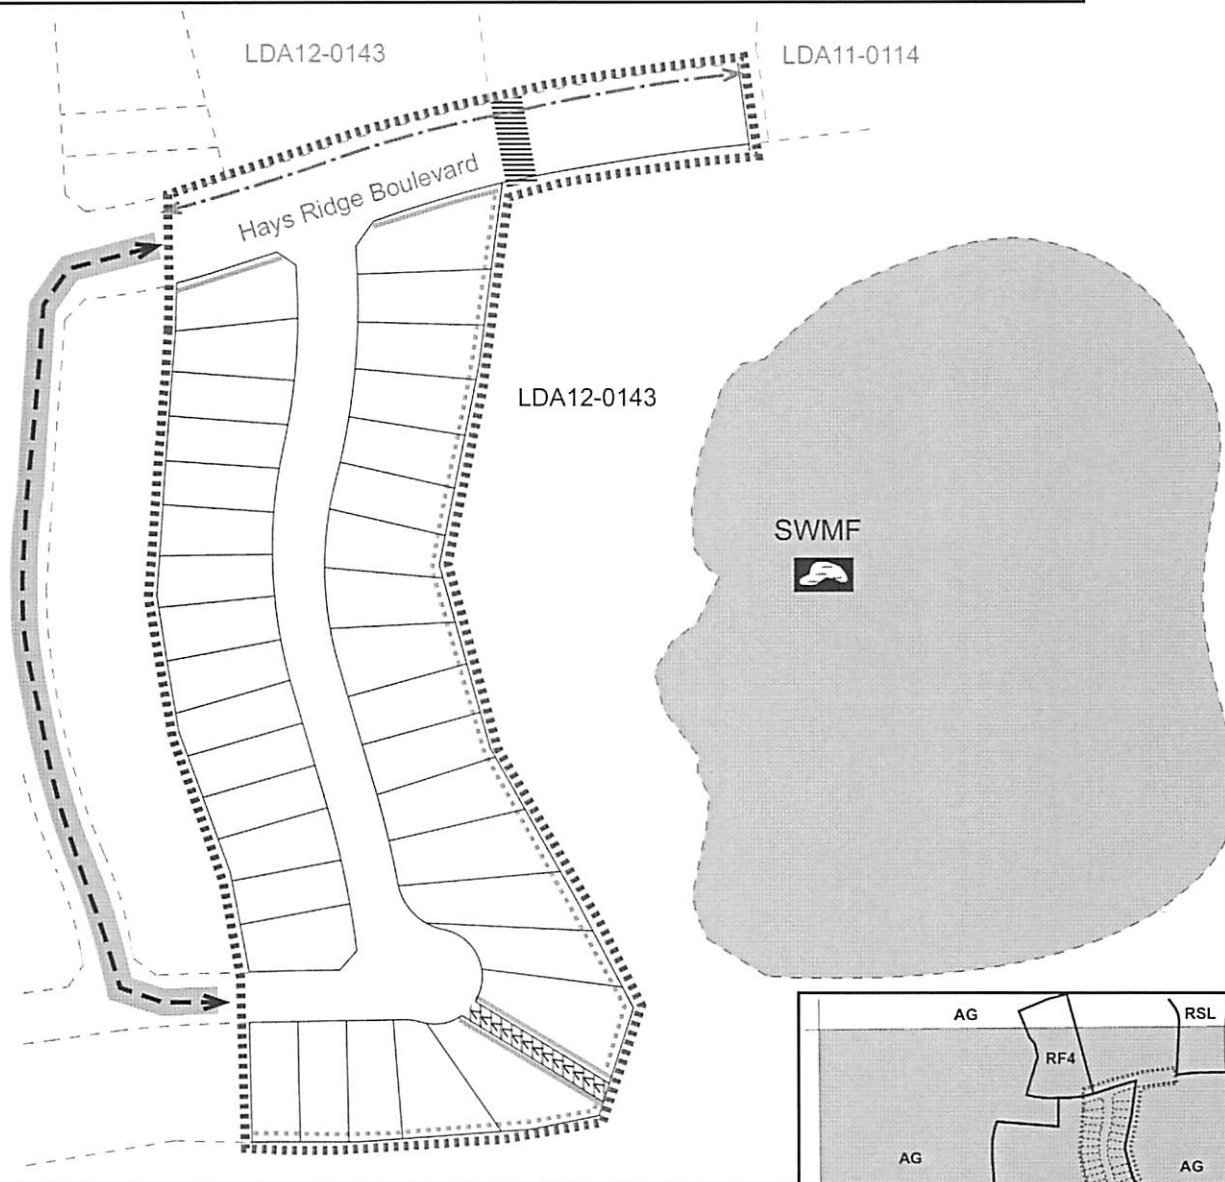 LDA12-0143
LDA11-0114
Hays Ridge Boulevard
LDA12-0143
SWMF
AG
RSL
RF4
AG
AG